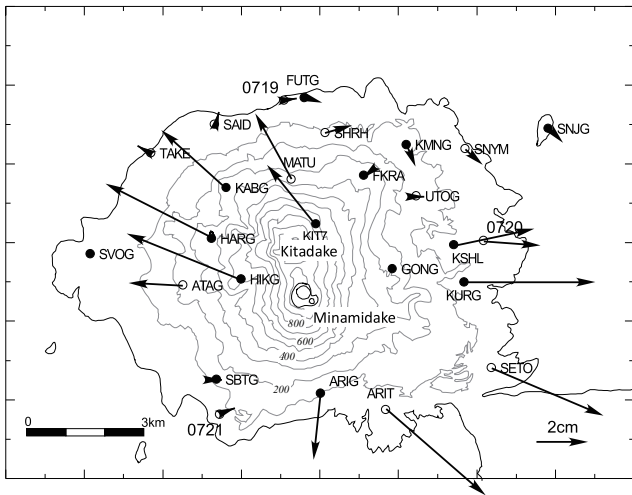 FUTG
0719
SAID
SHRH
SNJG
KMNG
SNYM
TAKE
MATU
FKRA
KABG
UTOG
KIT7
0720
HARG
Kitadake
KSHL
SVOG
GONG
ATAG
HIKG
KURG
Minamidake
800
600
400
SETO
SBTG
200
ARIG
ARIT
0
3km
0721
2cm